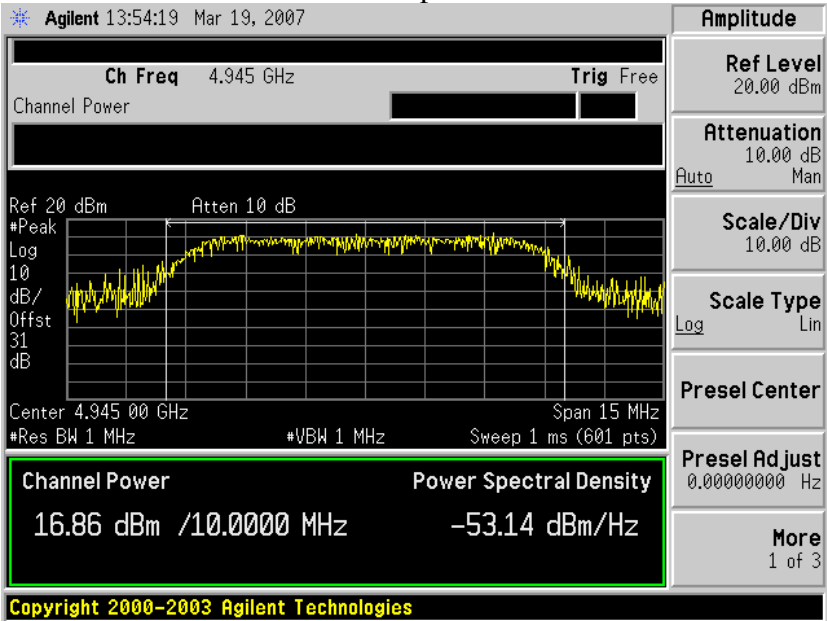 Agilent 13:54:19 Mar 19, 2007
Amplitude
Ch Freq 4.945 GHz Trig Free
Channel Power
Ref Level
20.00 dBm
Attenuation
10.00 dB
Auto Man
Scale/Div
10.00 dB
Scale Type
Log Lin
Presel Center
Presel Adjust
0.00000000 Hz
More
1 of 3
Ref 20 dBm Atten 10 dB
#Peak
Log
10
dB/
Offst
31
dB
Center 4.945 00 GHz Span 15 MHz
#Res BW 1 MHz #VBW 1 MHz Sweep 1 ms (601 pts)
Channel Power Power Spectral Density
16.86 dBm /10.0000 MHz -53.14 dBm/Hz
Copyright 2000-2003 Agilent Technologies